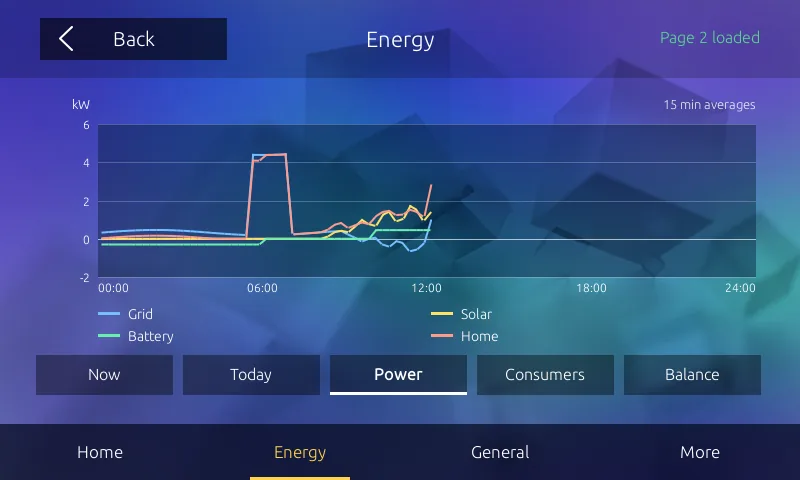 Back
Energy
Page 2 loaded
kW
15 min averages
6
4
2
0
-2
00:00
06:00
12:00
18:00
24:00
Grid
Solar
Battery
Home
Now
Today
Power
Consumers
Balance
Home
Energy
General
More